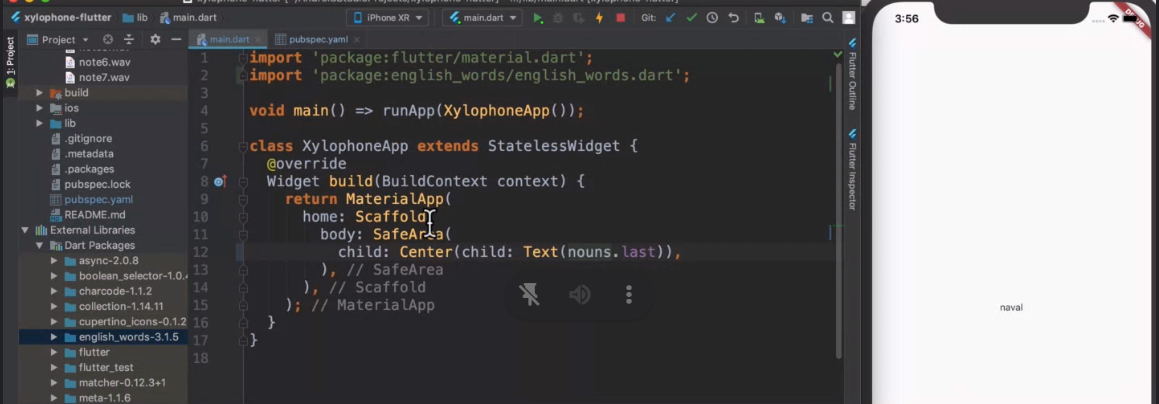 xylophone-flutter
lib
main.dart
iPhone XR
main.dart
Git:
Project
main.dart
pubspec.yaml
1: Project
note6.wav
note7.wav
build
ios
lib
.gitignore
.metadata
.packages
pubspec.lock
pubspec.yaml
README.md
External Libraries
Dart Packages
async-2.0.8
boolean_selector-1.0.4
charcode-1.1.2
collection-1.14.11
cupertino_icons-0.1.2
english_words-3.1.5
flutter
flutter_test
matcher-0.12.3+1
meta-1.1.6
1 import 'package:flutter/material.dart';
2 import 'package:english_words/english_words.dart';
3
4 void main() => runApp(XylophoneApp());
5
6 class XylophoneApp extends StatelessWidget {
7 @override
8 Widget build(BuildContext context) {
9 return MaterialApp(
10 home: Scaffold(
11 body: SafeArea(
12 child: Center(child: Text(nouns.last)),
13 ), // SafeArea
14 ), // Scaffold
15 ); // MaterialApp
16 }
17 }
18
Flutter Outline
Flutter Inspector
3:56
naval